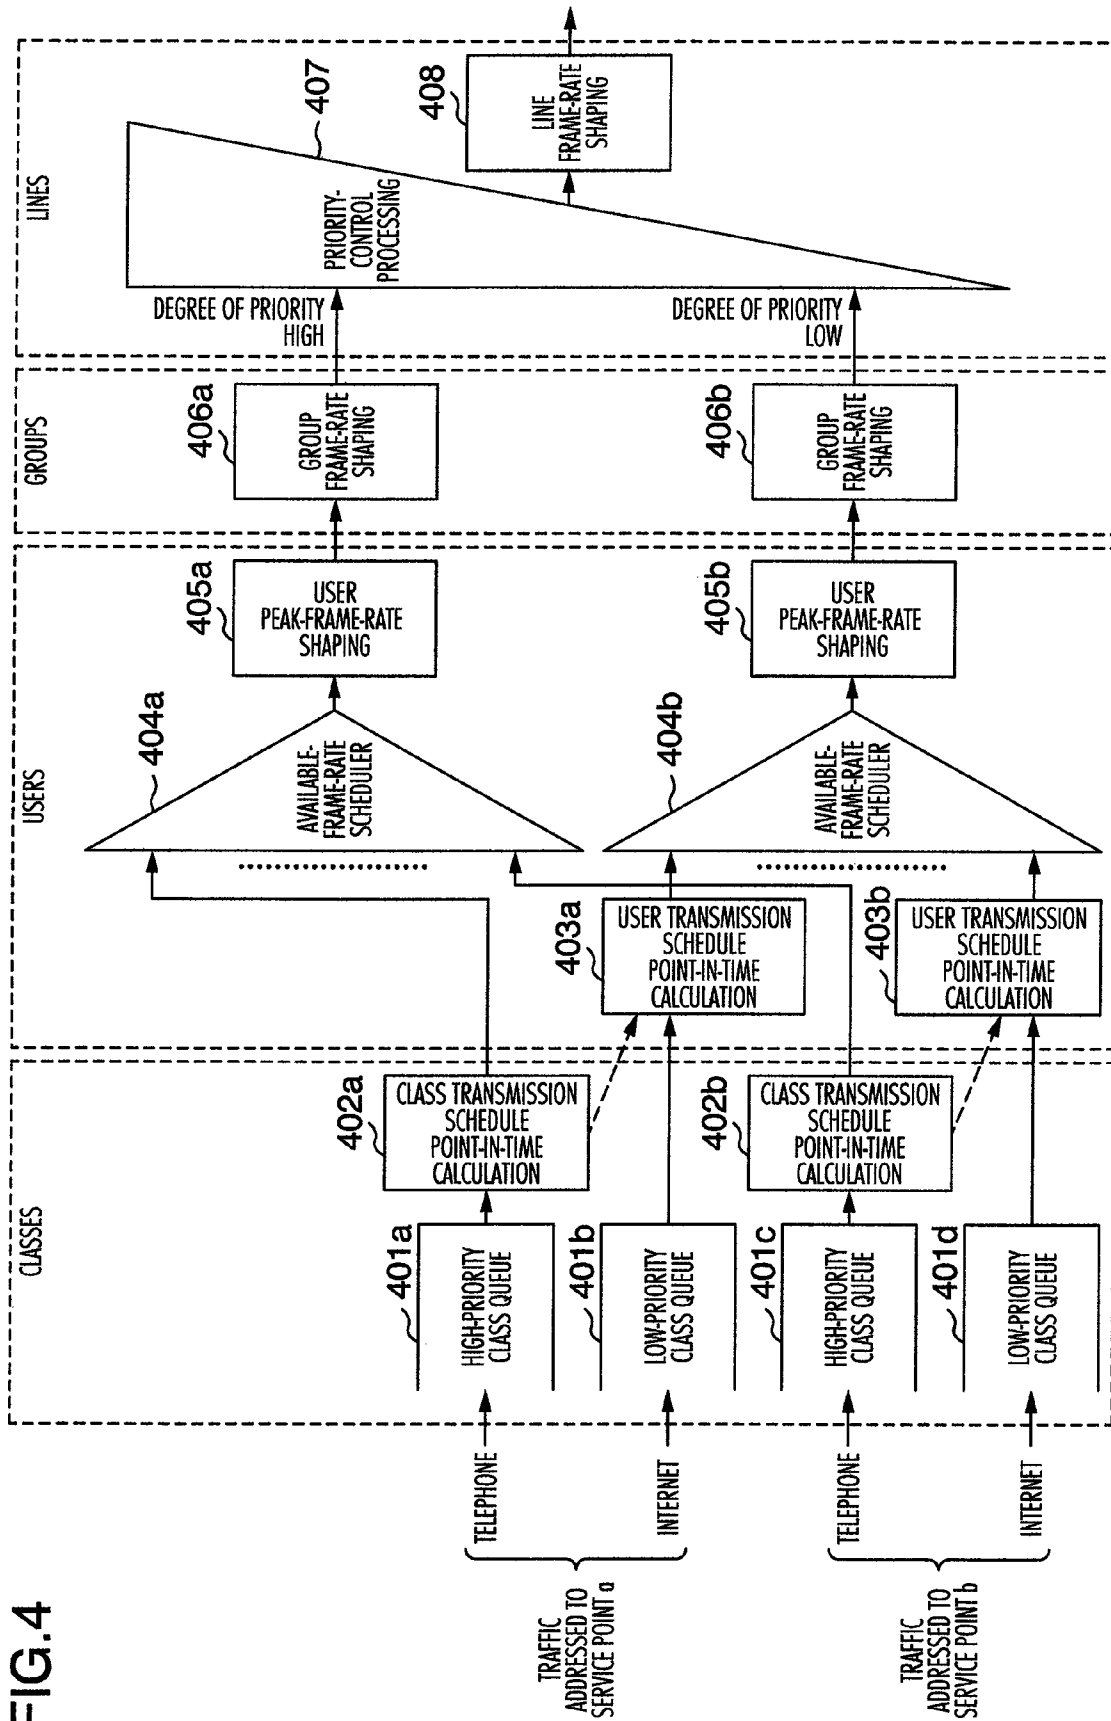 FIG.4
CLASSES
USERS
GROUPS
LINES
TRAFFIC
ADDRESSED TO
SERVICE POINT a
TELEPHONE
INTERNET
401a
HIGH-PRIORITY
CLASS QUEUE
401b
LOW-PRIORITY
CLASS QUEUE
402a
CLASS TRANSMISSION
SCHEDULE
POINT-IN-TIME
CALCULATION
403a
USER TRANSMISSION
SCHEDULE
POINT-IN-TIME
CALCULATION
404a
AVAILABLE-
FRAME-RATE
SCHEDULER
405a
USER
PEAK-FRAME-RATE
SHAPING
406a
GROUP
FRAME-RATE
SHAPING
DEGREE OF PRIORITY
HIGH
TRAFFIC
ADDRESSED TO
SERVICE POINT b
TELEPHONE
INTERNET
401c
HIGH-PRIORITY
CLASS QUEUE
401d
LOW-PRIORITY
CLASS QUEUE
402b
CLASS TRANSMISSION
SCHEDULE
POINT-IN-TIME
CALCULATION
403b
USER TRANSMISSION
SCHEDULE
POINT-IN-TIME
CALCULATION
404b
AVAILABLE-
FRAME-RATE
SCHEDULER
405b
USER
PEAK-FRAME-RATE
SHAPING
406b
GROUP
FRAME-RATE
SHAPING
DEGREE OF PRIORITY
LOW
PRIORITY-
CONTROL
PROCESSING
407
408
LINE
FRAME-RATE
SHAPING